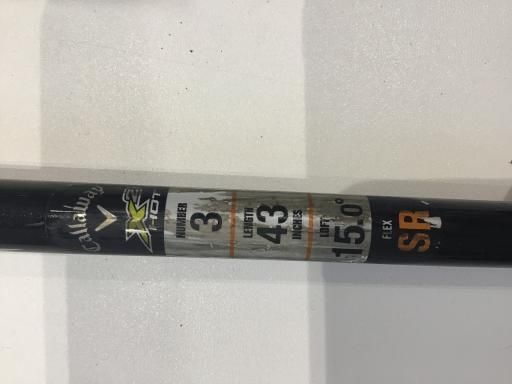 Callaway
X2
HOT
NUMBER
3
LENGTH
43
INCHES
LOFT
15.0°
FLEX
SR